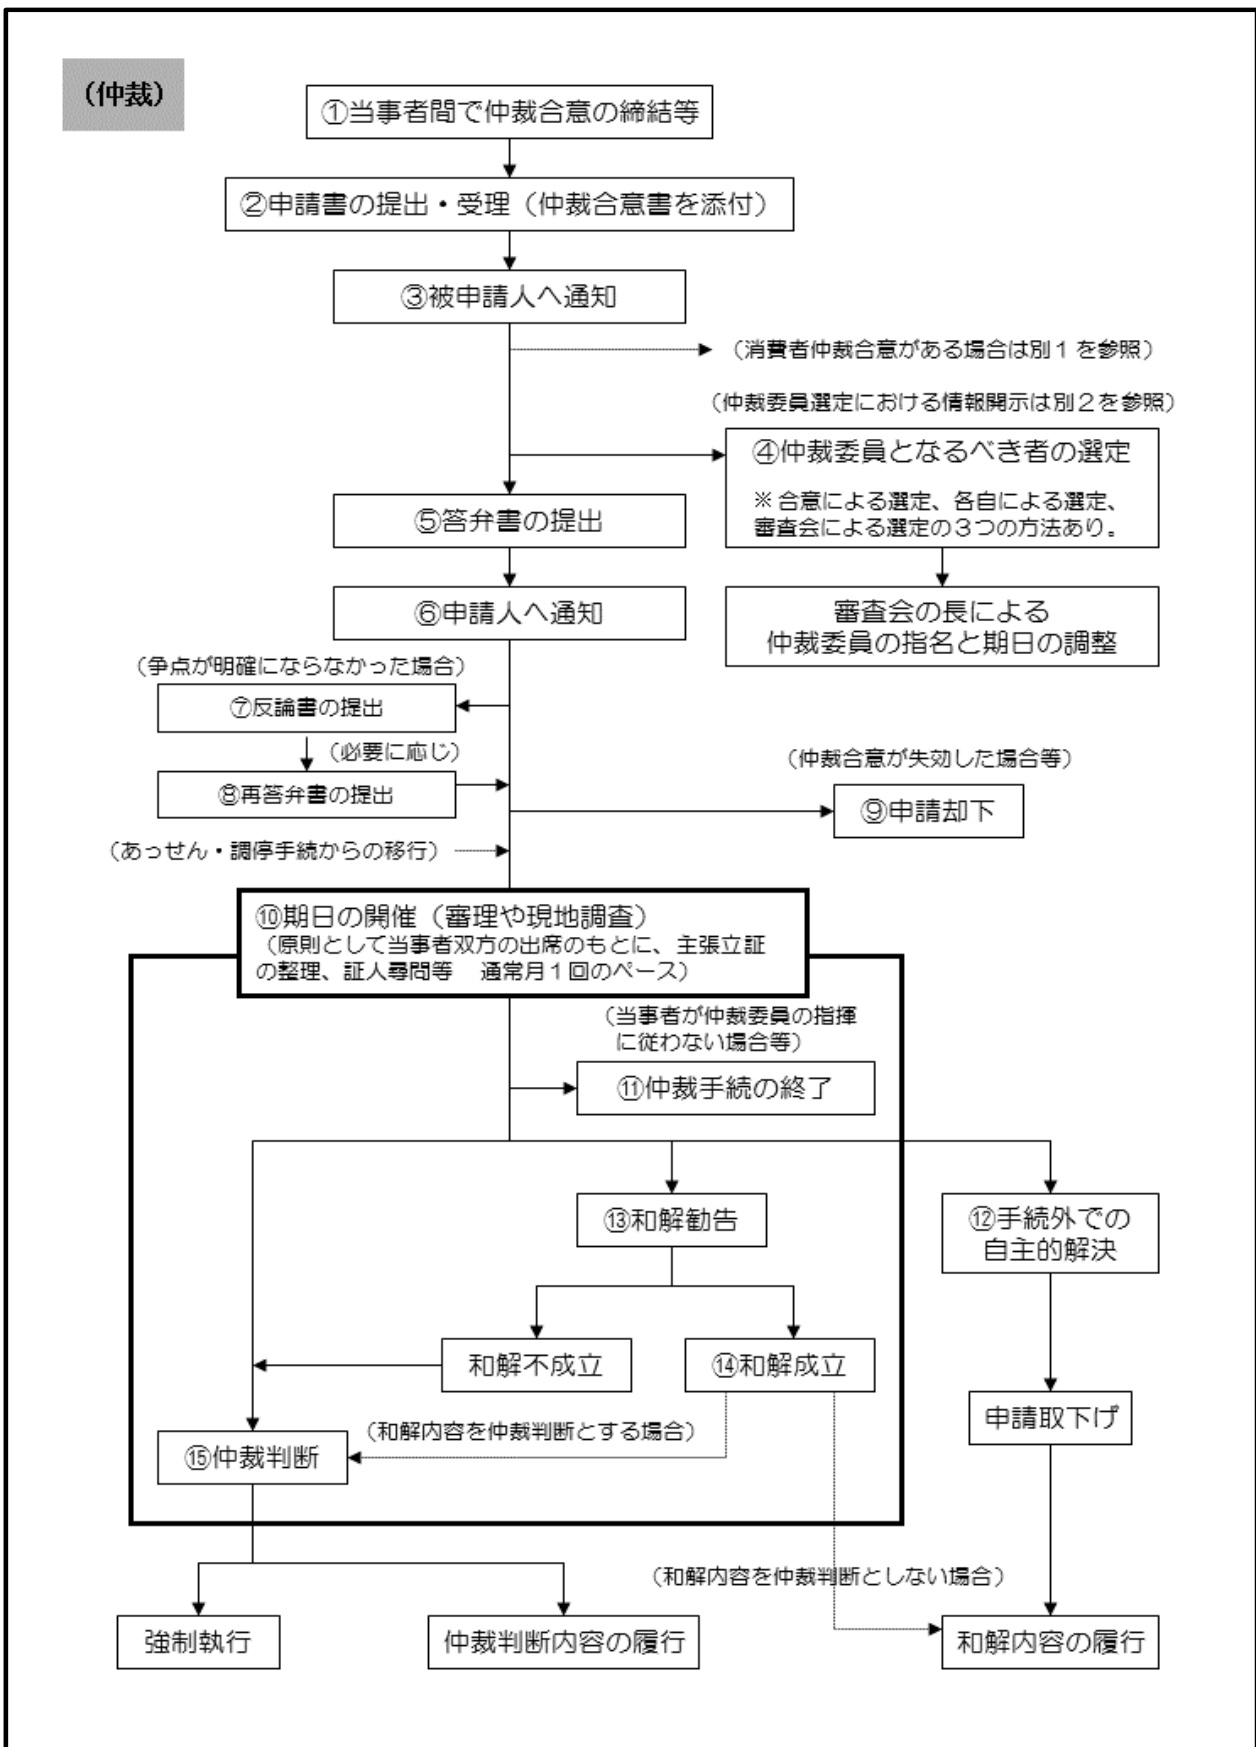 （仲裁）
①当事者間で仲裁合意の締結等
②申請書の提出・受理（仲裁合意書を添付）
③被申請人へ通知
（消費者仲裁合意がある場合は別１を参照）
（仲裁委員選定における情報開示は別２を参照）
④仲裁委員となるべき者の選定
※ 合意による選定、各自による選定、
審査会による選定の３つの方法あり。
⑤答弁書の提出
⑥申請人へ通知
審査会の長による
仲裁委員の指名と期日の調整
（争点が明確にならなかった場合）
⑦反論書の提出
（必要に応じ）
⑧再答弁書の提出
（仲裁合意が失効した場合等）
⑨申請却下
（あっせん・調停手続からの移行）
⑩期日の開催（審理や現地調査）
（原則として当事者双方の出席のもとに、主張立証
の整理、証人尋問等　通常月１回のペース）
（当事者が仲裁委員の指揮
に従わない場合等）
⑪仲裁手続の終了
⑬和解勧告
⑫手続外での
自主的解決
和解不成立
⑭和解成立
申請取下げ
（和解内容を仲裁判断とする場合）
⑮仲裁判断
（和解内容を仲裁判断としない場合）
強制執行
仲裁判断内容の履行
和解内容の履行